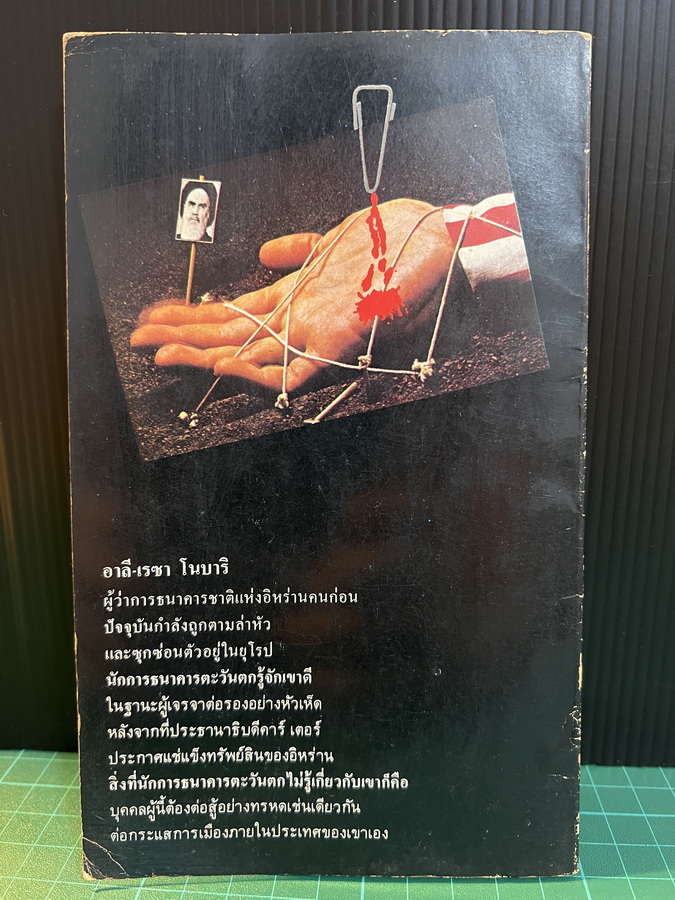 อาลี-เรซา โนบาริ
ผู้ว่าการธนาคารชาติแห่งอิหร่านคนก่อน
ปัจจุบันกำลังถูกตามล่าหัว
และซุกซ่อนตัวอยู่ในยุโรป
นักการธนาคารตะวันตกรู้จักเขาดี
ในฐานะผู้เจรจาต่อรองอย่างหัวเห็ด
หลังจากที่ประธานาธิบดีคาร์ เตอร์
ประกาศแช่แข็งทรัพย์สินของอิหร่าน
สิ่งที่นักการธนาคารตะวันตกไม่รู้เกี่ยวกับเขาก็คือ
บุคคลผู้นี้ต้องต่อสู้อย่างทรหดเช่นเดียวกัน
ต่อกระแสการเมืองภายในประเทศของเขาเอง